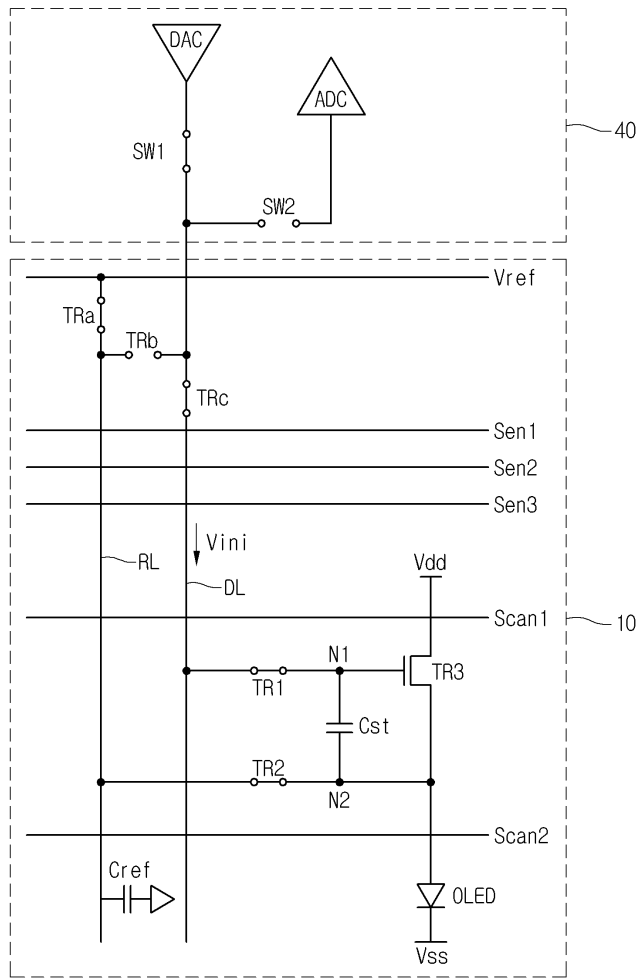 DAC
ADC
40
SW1
SW2
Vref
TRa
TRb
TRc
Sen1
Sen2
Sen3
Vini
RL
DL
Vdd
Scan1
10
N1
TR3
TR1
Cst
TR2
N2
Scan2
Cref
OLED
Vss